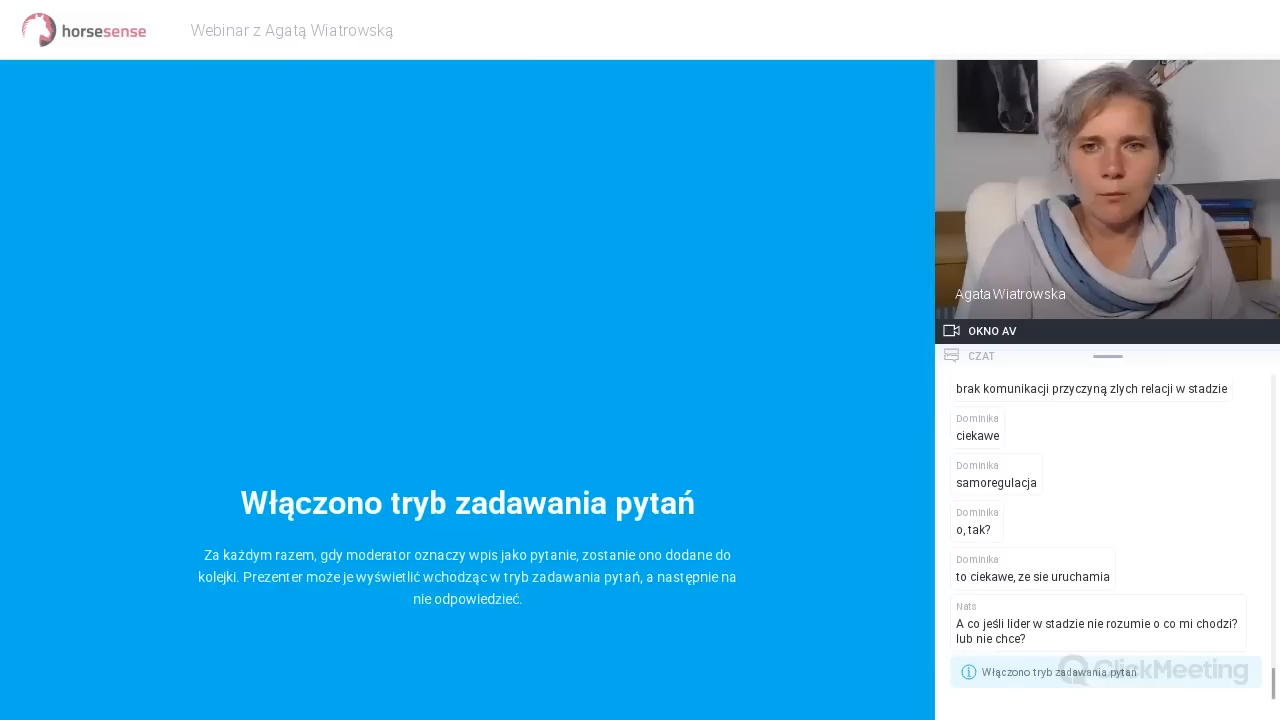 horsesense
Webinar z Agatą Wiatrowską
Włączono tryb zadawania pytań
Za każdym razem, gdy moderator oznaczy wpis jako pytanie, zostanie ono dodane do
kolejki. Prezenter może je wyświetlić wchodząc w tryb zadawania pytań, a następnie na
nie odpowiedzieć.
Agata Wiatrowska
OKNO AV
CZAT
brak komunikacji przyczyną zlych relacji w stadzie
Dominika
ciekawe
Dominika
samoregulacja
Dominika
o, tak?
Dominika
to ciekawe, ze sie uruchamia
Nats
A co jeśli lider w stadzie nie rozumie o co mi chodzi?
lub nie chce?
Włączono tryb zadawania pytań
ClickMeeting